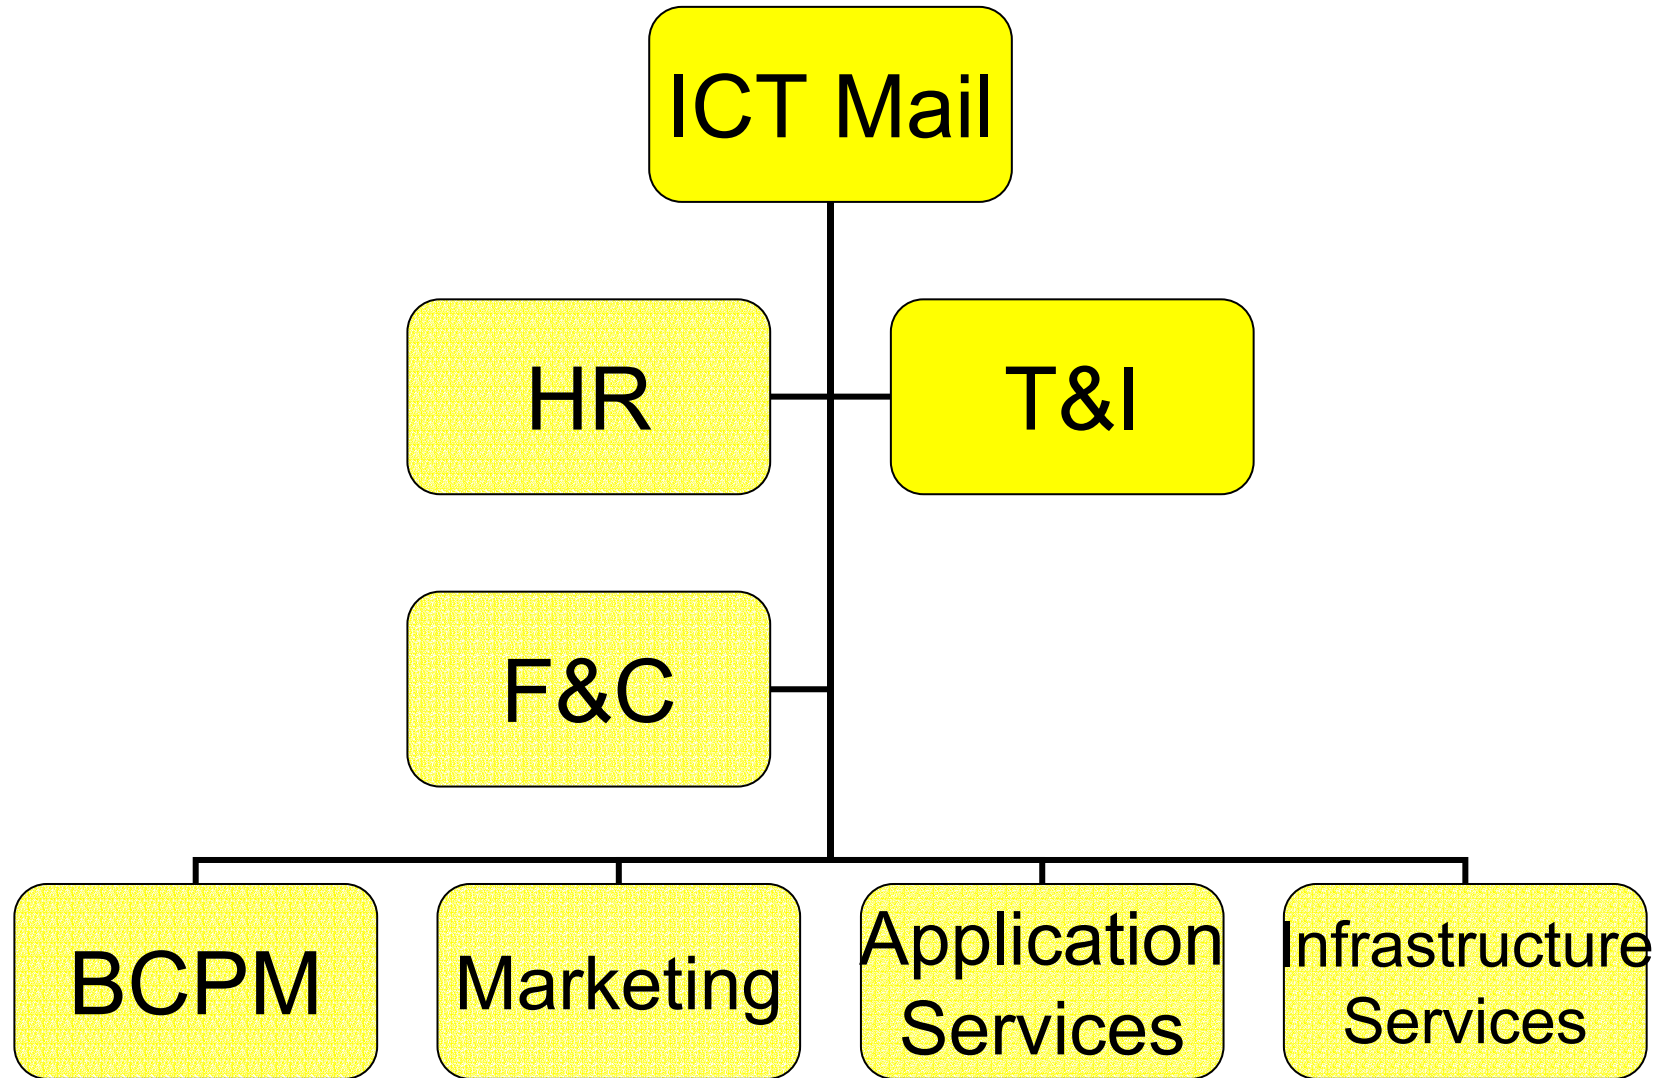 ICT Mail
HR
T&I
F&C
BCPM
Marketing
Application
Services
Infrastructure
Services